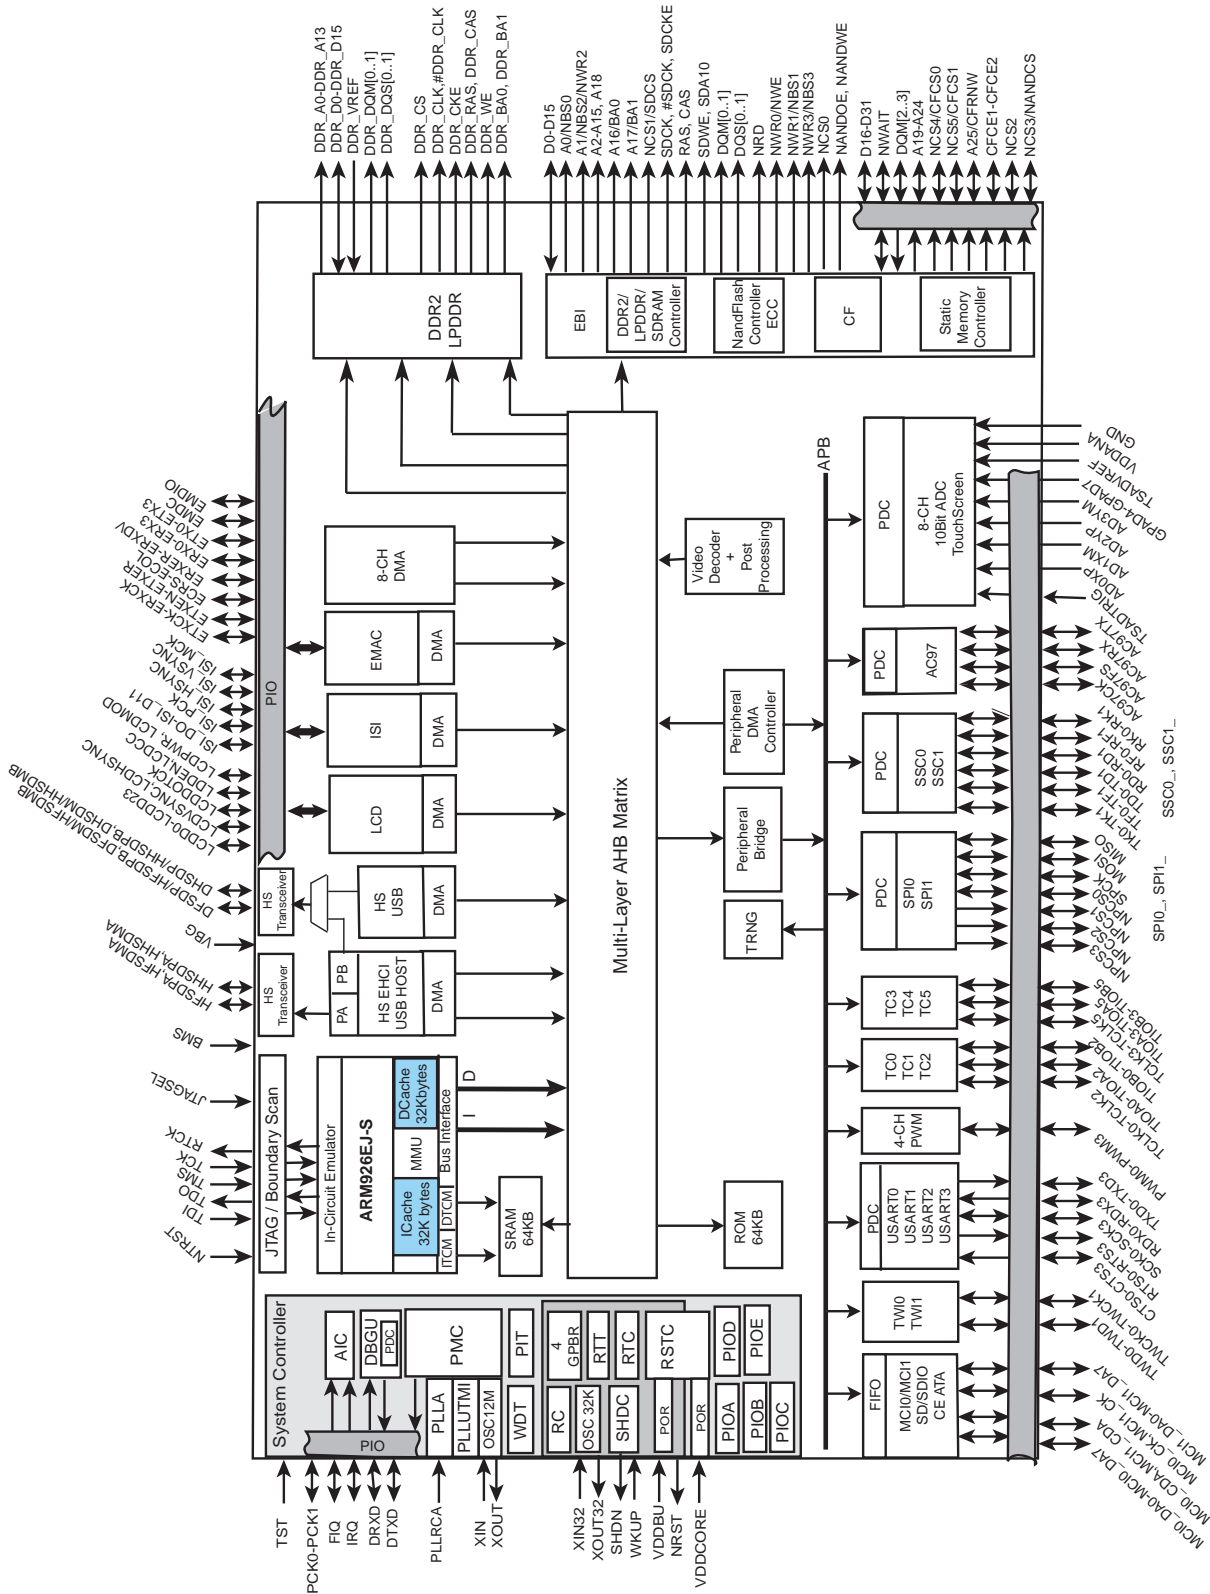 TST
PCK0-PCK1
FIQ
IRQ
DRXD
DTXD
PLLRCA
XIN
XOUT
XIN32
XOUT32
SHDN
WKUP
VDDBU
NRST
VDDCORE
System Controller
PIO
AIC
DBGU
PDC
PMC
PLLA
PLLUTMI
OSC12M
PIT
WDT
4
GPBR
RTT
RTC
RSTC
RC
OSC 32K
SHDC
POR
POR
PIOA
PIOB
PIOC
PIOD
PIOE
NTRST
TDI
TDO
TMS
TCK
RTCK
JTAGSEL
BMS
JTAG / Boundary Scan
In-Circuit Emulator
ARM926EJ-S
ICache
32K bytes
MMU
DCache
32Kbytes
ITCM
DTCM
Bus Interface
I
D
SRAM
64KB
ROM
64KB
HFSDPA,HFSDMA
HHSDPA,HHSDMA
VBG
DFSDP/HFSDPB,DFSDM/HFSDMB
DHSDP/HHSDPB,DHSDM/HHSDMB
HS
Transceiver
HS
Transceiver
PA
PB
HS EHCI
USB HOST
DMA
HS
USB
DMA
LCDD0-LCDD23
LCDVSYNC,LCDHSYNC
LCDDOTCK
LDDEN,LCDCC
LCDPWR, LCDMOD
ISI_DO-ISI_D11
ISI_PCK
ISI_HSYNC
ISI_VSYNC
ISI_MCK
ETXCK-ERXCK
ETXEN-ETXER
ECRS-ECOL
ERXER-ERXDV
ERX0-ERX3
ETX0-ETX3
EMDC
EMDIO
PIO
LCD
DMA
ISI
DMA
EMAC
DMA
8-CH
DMA
Multi-Layer AHB Matrix
TRNG
Peripheral
Bridge
Peripheral
DMA
Controller
Video
Decoder
+
Post
Processing
APB
DDR2
LPDDR
DDR_A0-DDR_A13
DDR_D0-DDR_D15
DDR_VREF
DDR_DQM[0..1]
DDR_DQS[0..1]
DDR_CS
DDR_CLK,#DDR_CLK
DDR_CKE
DDR_RAS, DDR_CAS
DDR_WE
DDR_BA0, DDR_BA1
EBI
DDR2/
LPDDR/
SDRAM
Controller
NandFlash
Controller
ECC
CF
Static
Memory
Controller
D0-D15
A0/NBS0
A1/NBS2/NWR2
A2-A15, A18
A16/BA0
A17/BA1
NCS1/SDCS
SDCK, #SDCK, SDCKE
RAS, CAS
SDWE, SDA10
DQM[0..1]
DQS[0..1]
NRD
NWR0/NWE
NWR1/NBS1
NWR3/NBS3
NCS0
NANDOE, NANDWE
D16-D31
NWAIT
DQM[2..3]
A19-A24
NCS4/CFCS0
NCS5/CFCS1
A25/CFRNW
CFCE1-CFCE2
NCS2
NCS3/NANDCS
FIFO
MCI0/MCI1
SD/SDIO
CE ATA
TWI0
TWI1
PDC
USART0
USART1
USART2
USART3
4-CH
PWM
TC0
TC1
TC2
TC3
TC4
TC5
PDC
SPI0
SPI1
PDC
SSC0
SSC1
PDC
AC97
PDC
8-CH
10Bit ADC
TouchScreen
MCI0_DA0-MCI0_DA7
MCI0_CDA,MCI1_CDA
MCI0_CK,MCI1_CK
MCI1_DA0-MCI1_DA7
TWD0-TWD1
TWCK0-TWCK1
CTS0-CTS3
RTS0-RTS3
SCK0-SCK3
RDX0-RDX3
TXD0-TXD3
PWM0-PWM3
TCLK0-TCLK2
TIOA0-TIOA2
TIOB0-TIOB2
TCLK3-TCLK5
TIOA3-TIOA5
TIOB3-TIOB5
NPCS3
NPCS2
NPCS1
NPCS0
SPCK
MOSI
MISO
SPI0_, SPI1_
TK0-TK1
TF0-TF1
TD0-TD1
RD0-RD1
RF0-RF1
RK0-RK1
SSC0_, SSC1_
AC97CK
AC97FS
AC97RX
AC97TX
TSADTRIG
AD0XP
AD1XM
AD2YP
AD3YM
GPAD4-GPAD7
TSADVREF
VDDANA
GND